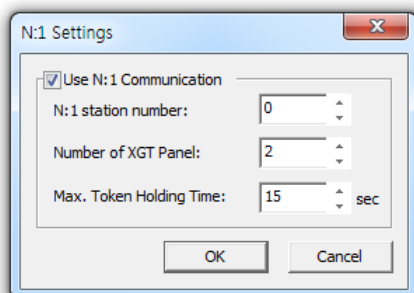 N:1 Settings
Use N:1 Communication
N:1 station number: 0
Number of XGT Panel: 2
Max. Token Holding Time: 15 sec
OK Cancel